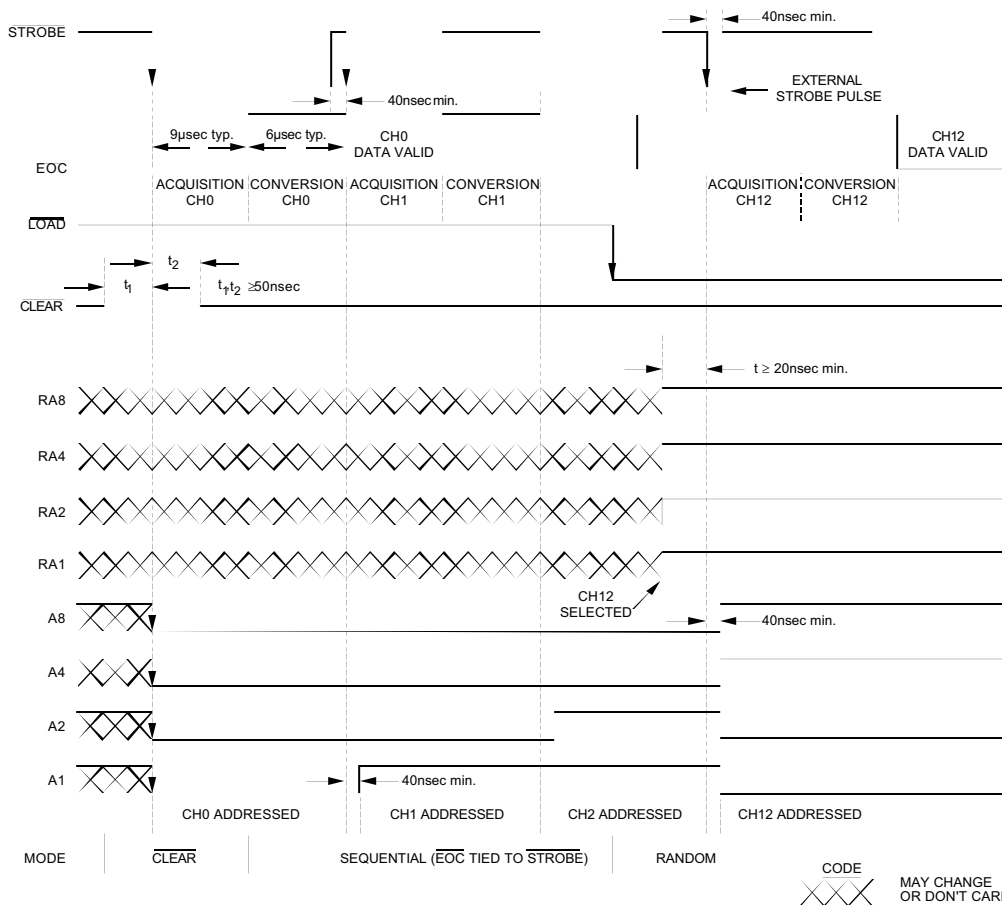 40nsec min.
STROBE
EXTERNAL
STROBE PULSE
40nsec min.
9µsec typ.
6µsec typ.
CH0
DATA VALID
CH12
DATA VALID
EOC
ACQUISITION
CH0
CONVERSION
CH0
ACQUISITION
CH1
CONVERSION
CH1
ACQUISITION
CH12
CONVERSION
CH12
LOAD
t2
t1
t1,t2 ≥50nsec
CLEAR
t ≥ 20nsec min.
RA8
RA4
RA2
RA1
CH12
SELECTED
A8
40nsec min.
A4
A2
A1
40nsec min.
CH0 ADDRESSED
CH1 ADDRESSED
CH2 ADDRESSED
CH12 ADDRESSED
MODE
CLEAR
SEQUENTIAL (EOC TIED TO STROBE)
RANDOM
CODE
MAY CHANGE
OR DON'T CAR